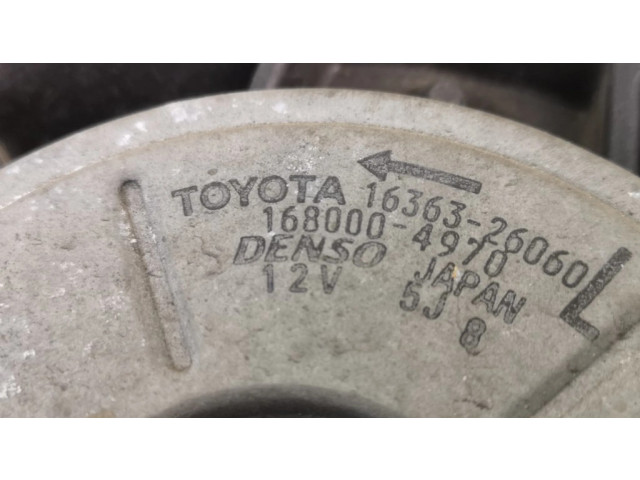 TOYOTA 16363-26060
168000-4970 L
DENSO JAPAN
12V 5J 8